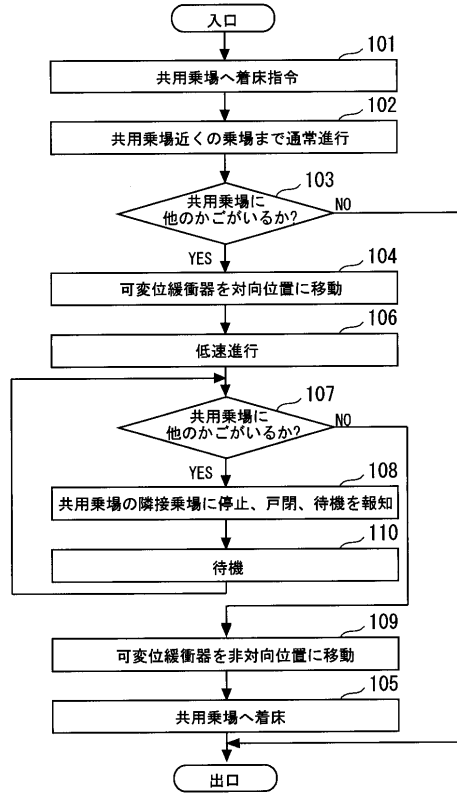 入口
101
共用乗場へ着床指令
102
共用乗場近くの乗場まで通常進行
103
共用乗場に
他のかごがいるか?
NO
YES
104
可変位緩衝器を対向位置に移動
106
低速進行
107
共用乗場に
他のかごがいるか?
NO
YES
108
共用乗場の隣接乗場に停止、戸閉、待機を報知
110
待機
109
可変位緩衝器を非対向位置に移動
105
共用乗場へ着床
出口